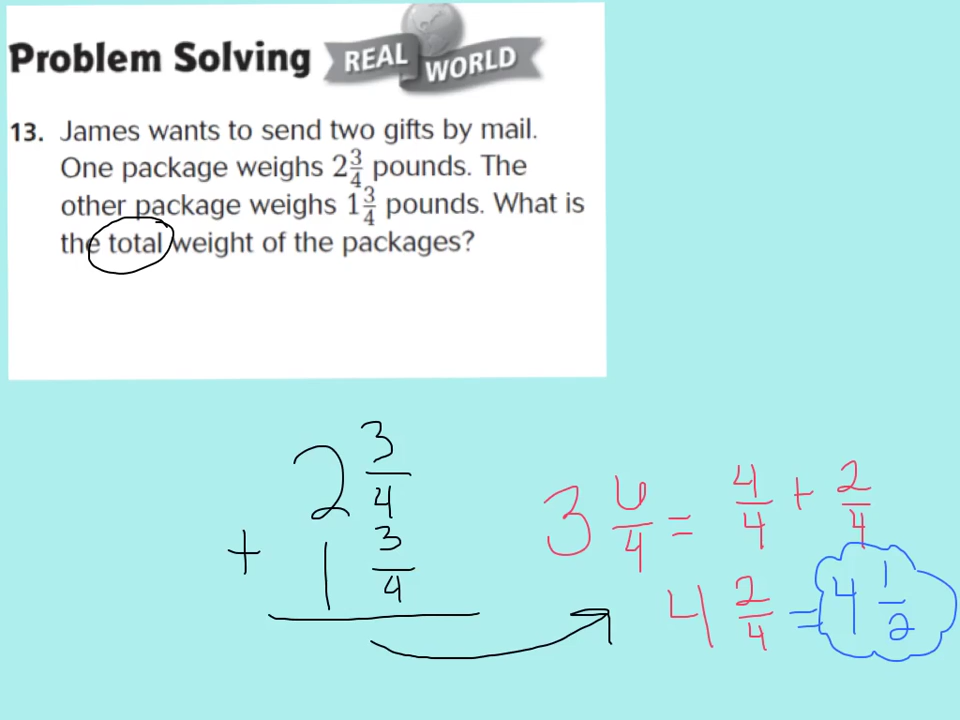 Problem Solving REAL WORLD
13. James wants to send two gifts by mail.
One package weighs 2 3/4 pounds. The
other package weighs 1 3/4 pounds. What is
the total weight of the packages?
2 3/4
+ 1 3/4
3 6/4 = 4/4 + 2/4
4 2/4 = 4 1/2